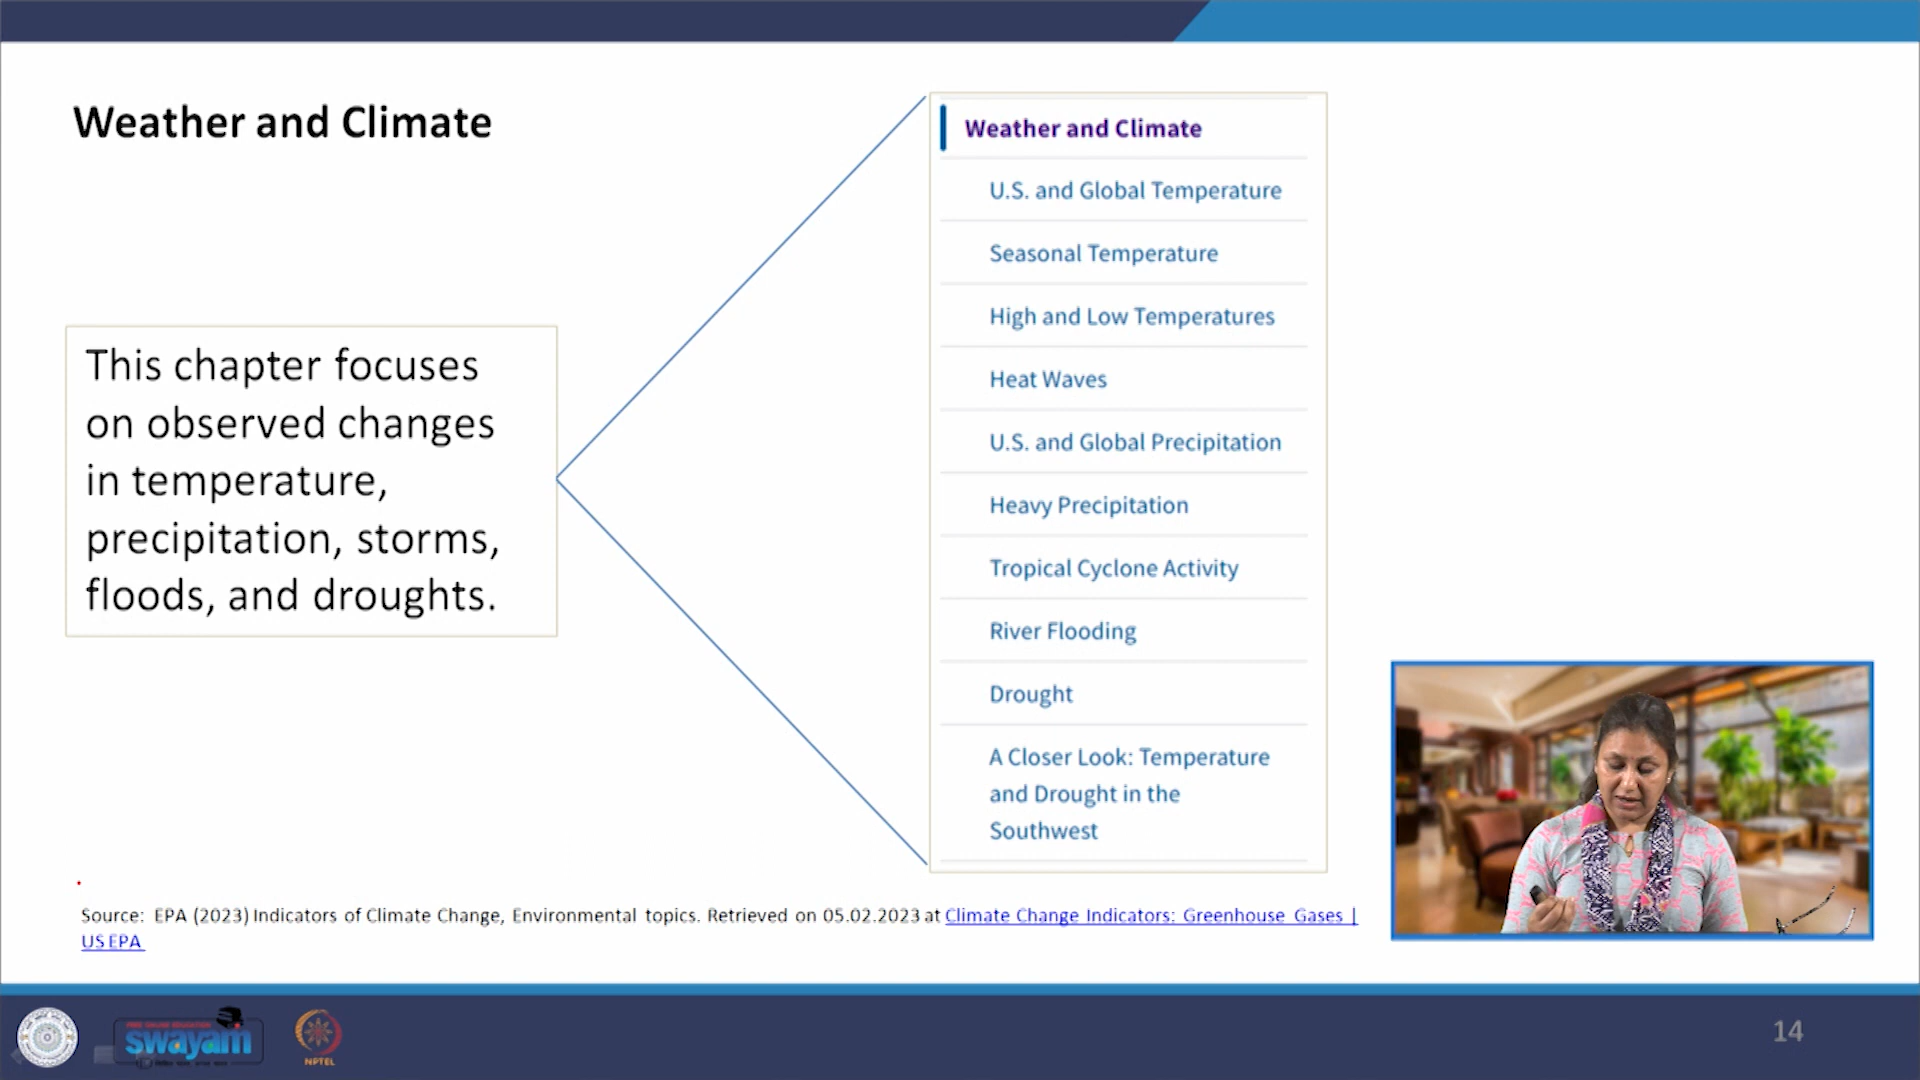 Weather and Climate
This chapter focuses
on observed changes
in temperature,
precipitation, storms,
floods, and droughts.
Weather and Climate
U.S. and Global Temperature
Seasonal Temperature
High and Low Temperatures
Heat Waves
U.S. and Global Precipitation
Heavy Precipitation
Tropical Cyclone Activity
River Flooding
Drought
A Closer Look: Temperature
and Drought in the
Southwest
Source: EPA (2023) Indicators of Climate Change, Environmental topics. Retrieved on 05.02.2023 at Climate Change Indicators: Greenhouse Gases |
US EPA
FREE ONLINE EDUCATION
swayam
NPTEL
14